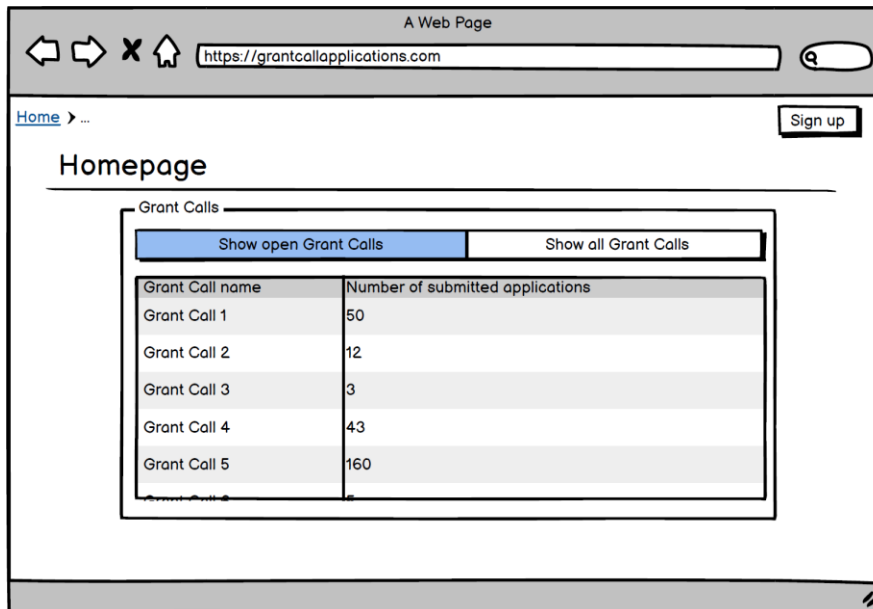 A Web Page
https://grantcallapplications.com
Home > ...
Sign up
Homepage
Grant Calls
Show open Grant Calls Show all Grant Calls
Grant Call name Number of submitted applications
Grant Call 1 50
Grant Call 2 12
Grant Call 3 3
Grant Call 4 43
Grant Call 5 160